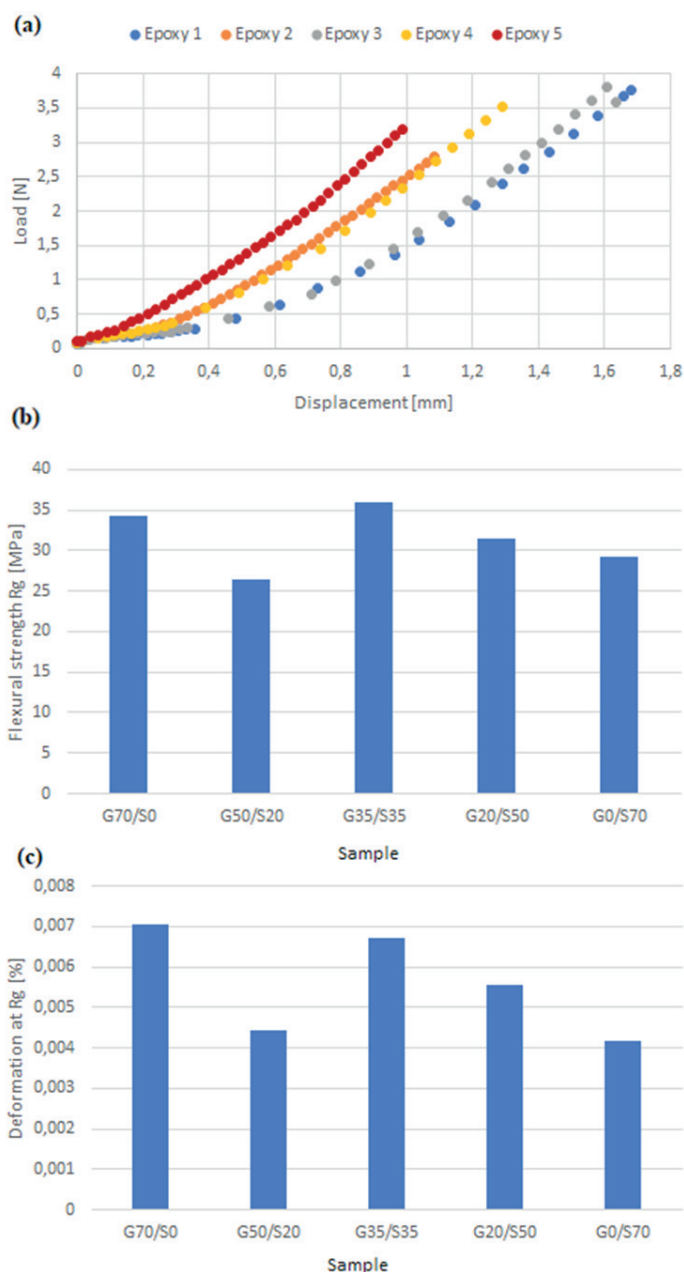 (a)
Epoxy 1 Epoxy 2 Epoxy 3 Epoxy 4 Epoxy 5
4
3,5
3
2,5
2
1,5
1
0,5
0
Load [N]
0 0,2 0,4 0,6 0,8 1 1,2 1,4 1,6 1,8
Displacement [mm]
(b)
40
35
30
25
20
15
10
5
0
Flexural strength Rg [MPa]
G70/S0 G50/S20 G35/S35 G20/S50 G0/S70
Sample
(c)
0,008
0,007
0,006
0,005
0,004
0,003
0,002
0,001
0
Deformation at Rg [%]
G70/S0 G50/S20 G35/S35 G20/S50 G0/S70
Sample